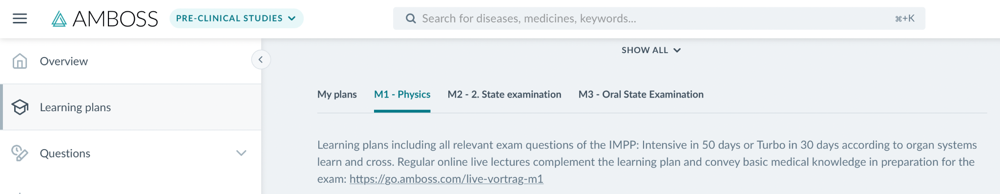 AMBOSS
PRE-CLINICAL STUDIES
Search for diseases, medicines, keywords...
⌘+K
Overview
Learning plans
Questions
SHOW ALL
My plans
M1 - Physics
M2 - 2. State examination
M3 - Oral State Examination
Learning plans including all relevant exam questions of the IMPP: Intensive in 50 days or Turbo in 30 days according to organ systems
learn and cross. Regular online live lectures complement the learning plan and convey basic medical knowledge in preparation for the
exam: https://go.amboss.com/live-vortrag-m1